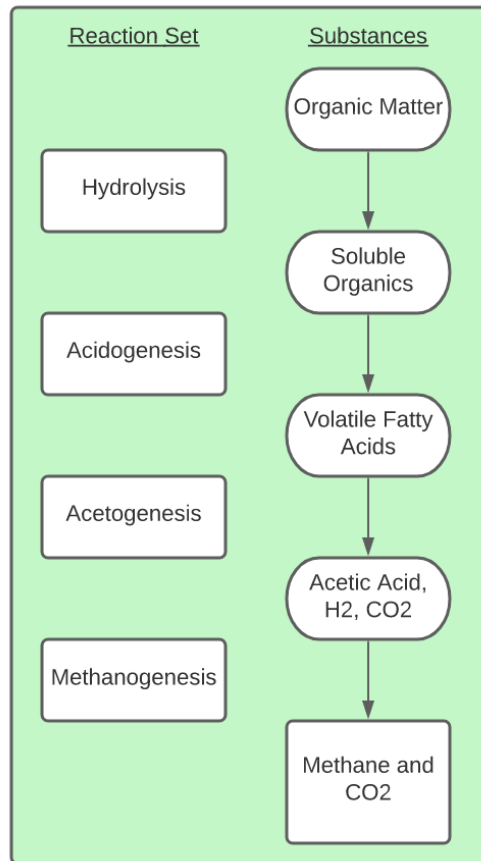 Reaction Set
Substances
Organic Matter
Hydrolysis
Soluble
Organics
Acidogenesis
Volatile Fatty
Acids
Acetogenesis
Acetic Acid,
H2, CO2
Methanogenesis
Methane and
CO2